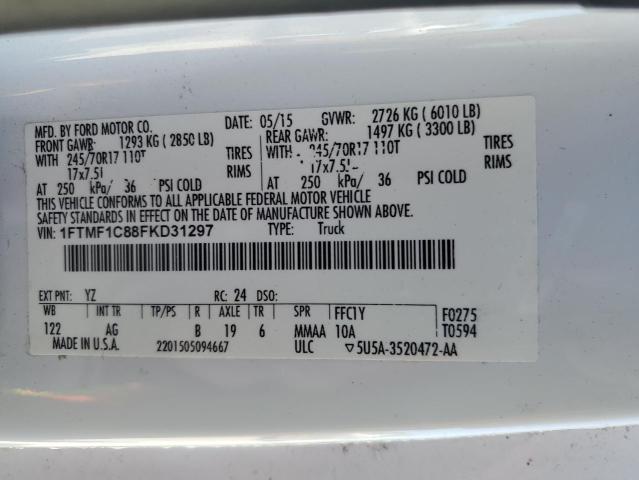 MFD. BY FORD MOTOR CO. DATE: 05/15 GVWR: 2726 KG ( 6010 LB)
FRONT GAWR: 1293 KG ( 2850 LB) REAR GAWR: 1497 KG ( 3300 LB)
WITH 245/70R17 110T TIRES WITH 245/70R17 110T TIRES
17x7.5 RIMS 17x7.5 RIMS
AT 250 kPa/ 36 PSI COLD AT 250 kPa/ 36 PSI COLD
THIS VEHICLE CONFORMS TO ALL APPLICABLE FEDERAL MOTOR VEHICLE
SAFETY STANDARDS IN EFFECT ON THE DATE OF MANUFACTURE SHOWN ABOVE.
VIN: 1FTMF1C88FKD31297 TYPE: Truck
EXT PNT: YZ RC: 24 DSO:
WB INT TR TP/PS R AXLE TR SPR FFC1Y F0275
122 AG B 19 6 MMAA 10A T0594
MADE IN U.S.A. 2201505094667 ULC ▽5U5A-3520472-AA